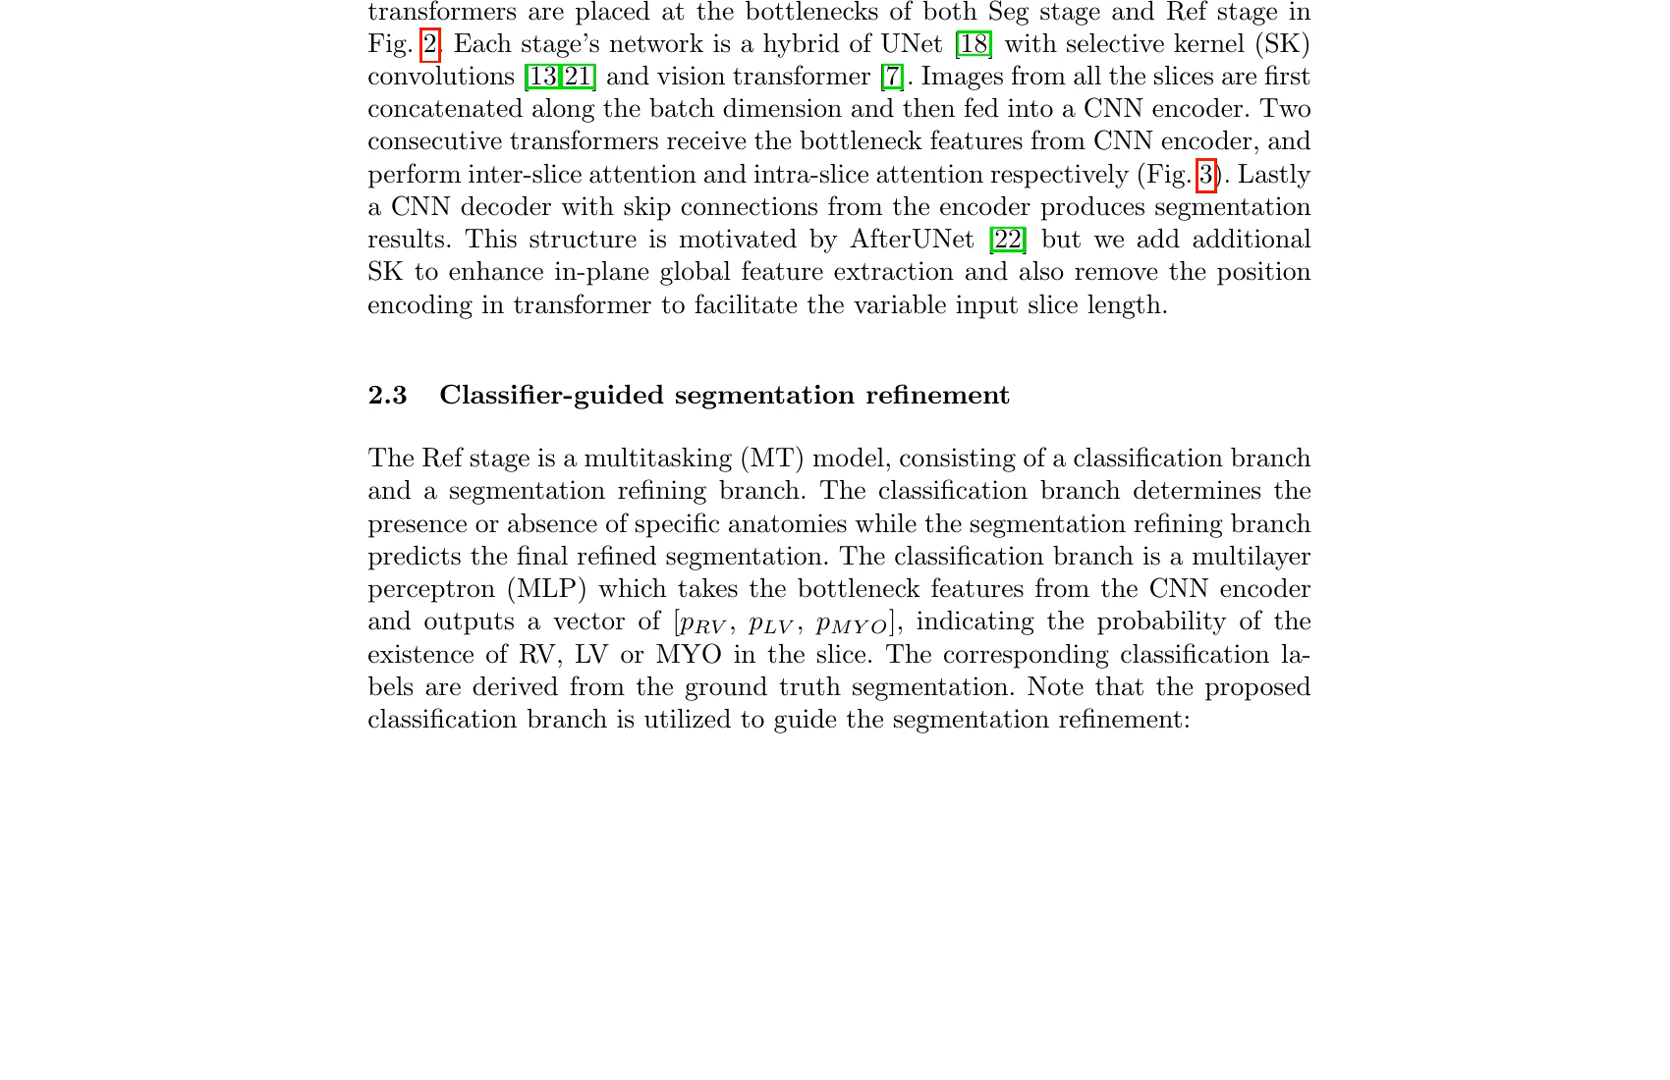 transformers are placed at the bottlenecks of both Seg stage and Ref stage in
Fig. 2. Each stage's network is a hybrid of UNet [18] with selective kernel (SK)
convolutions [13,21] and vision transformer [7]. Images from all the slices are first
concatenated along the batch dimension and then fed into a CNN encoder. Two
consecutive transformers receive the bottleneck features from CNN encoder, and
perform inter-slice attention and intra-slice attention respectively (Fig. 3). Lastly
a CNN decoder with skip connections from the encoder produces segmentation
results. This structure is motivated by AfterUNet [22] but we add additional
SK to enhance in-plane global feature extraction and also remove the position
encoding in transformer to facilitate the variable input slice length.
2.3 Classifier-guided segmentation refinement
The Ref stage is a multitasking (MT) model, consisting of a classification branch
and a segmentation refining branch. The classification branch determines the
presence or absence of specific anatomies while the segmentation refining branch
predicts the final refined segmentation. The classification branch is a multilayer
perceptron (MLP) which takes the bottleneck features from the CNN encoder
and outputs a vector of [p_{RV}, p_{LV}, p_{MYO}], indicating the probability of the
existence of RV, LV or MYO in the slice. The corresponding classification la-
bels are derived from the ground truth segmentation. Note that the proposed
classification branch is utilized to guide the segmentation refinement: